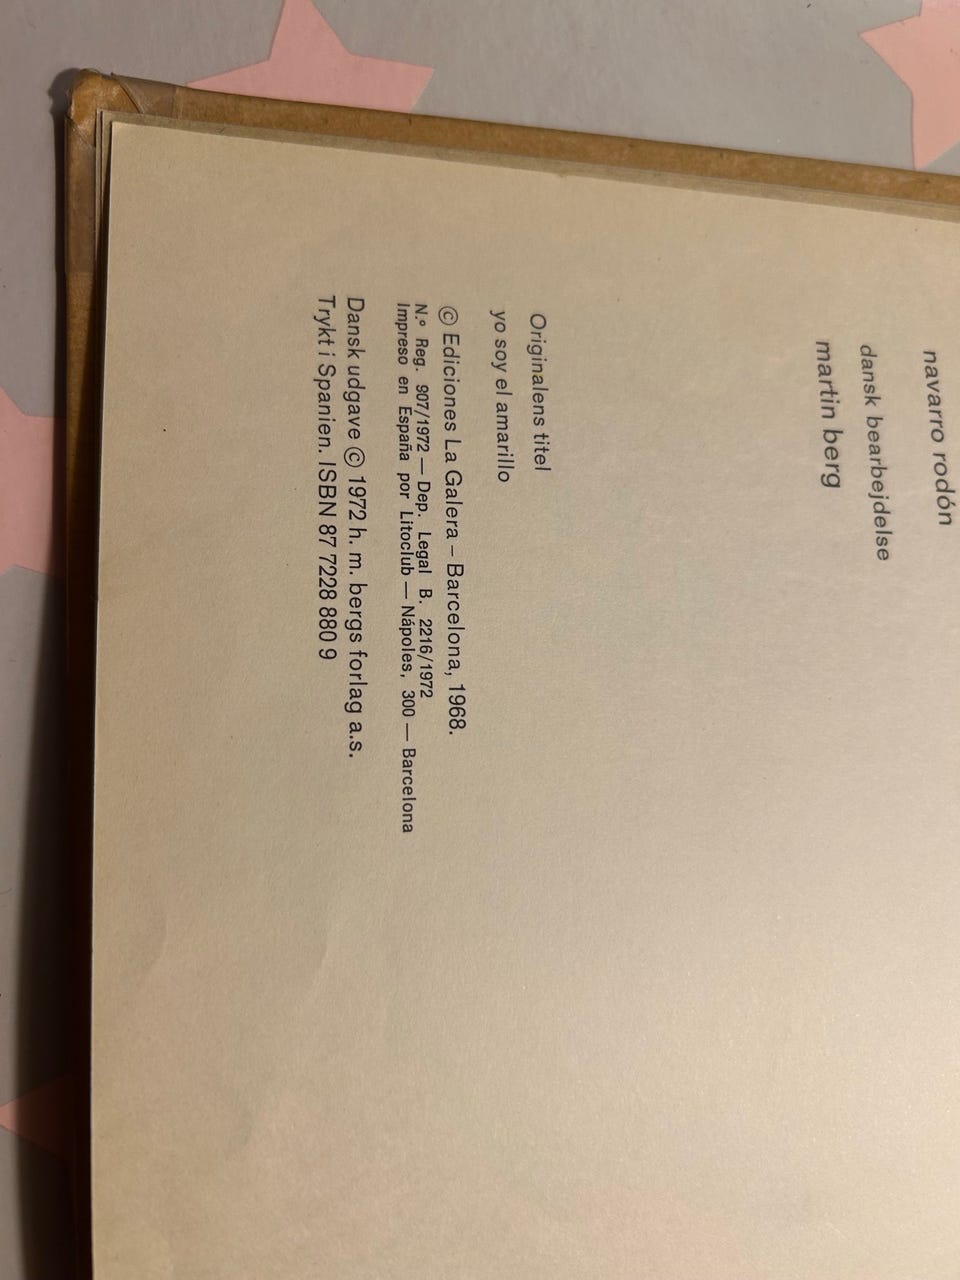 navarro rodón
dansk bearbejdelse
martin berg
Originalens titel
yo soy el amarillo
© Ediciones La Galera – Barcelona, 1968.
N.º Reg. 907/1972 — Dep. Legal B. 2216/1972
Impreso en España por Litoclub — Nápoles, 300 — Barcelona
Dansk udgave © 1972 h. m. bergs forlag a.s.
Trykt i Spanien. ISBN 87 7228 880 9